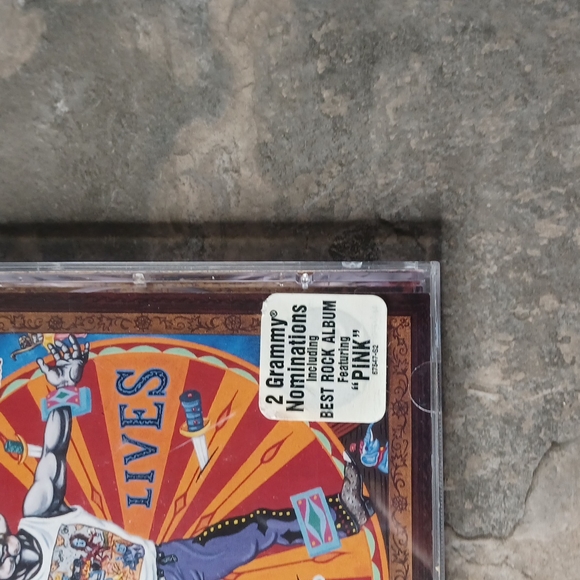 2 Grammy®
Nominations
Including
BEST ROCK ALBUM
Featuring
"PINK"
LIVES